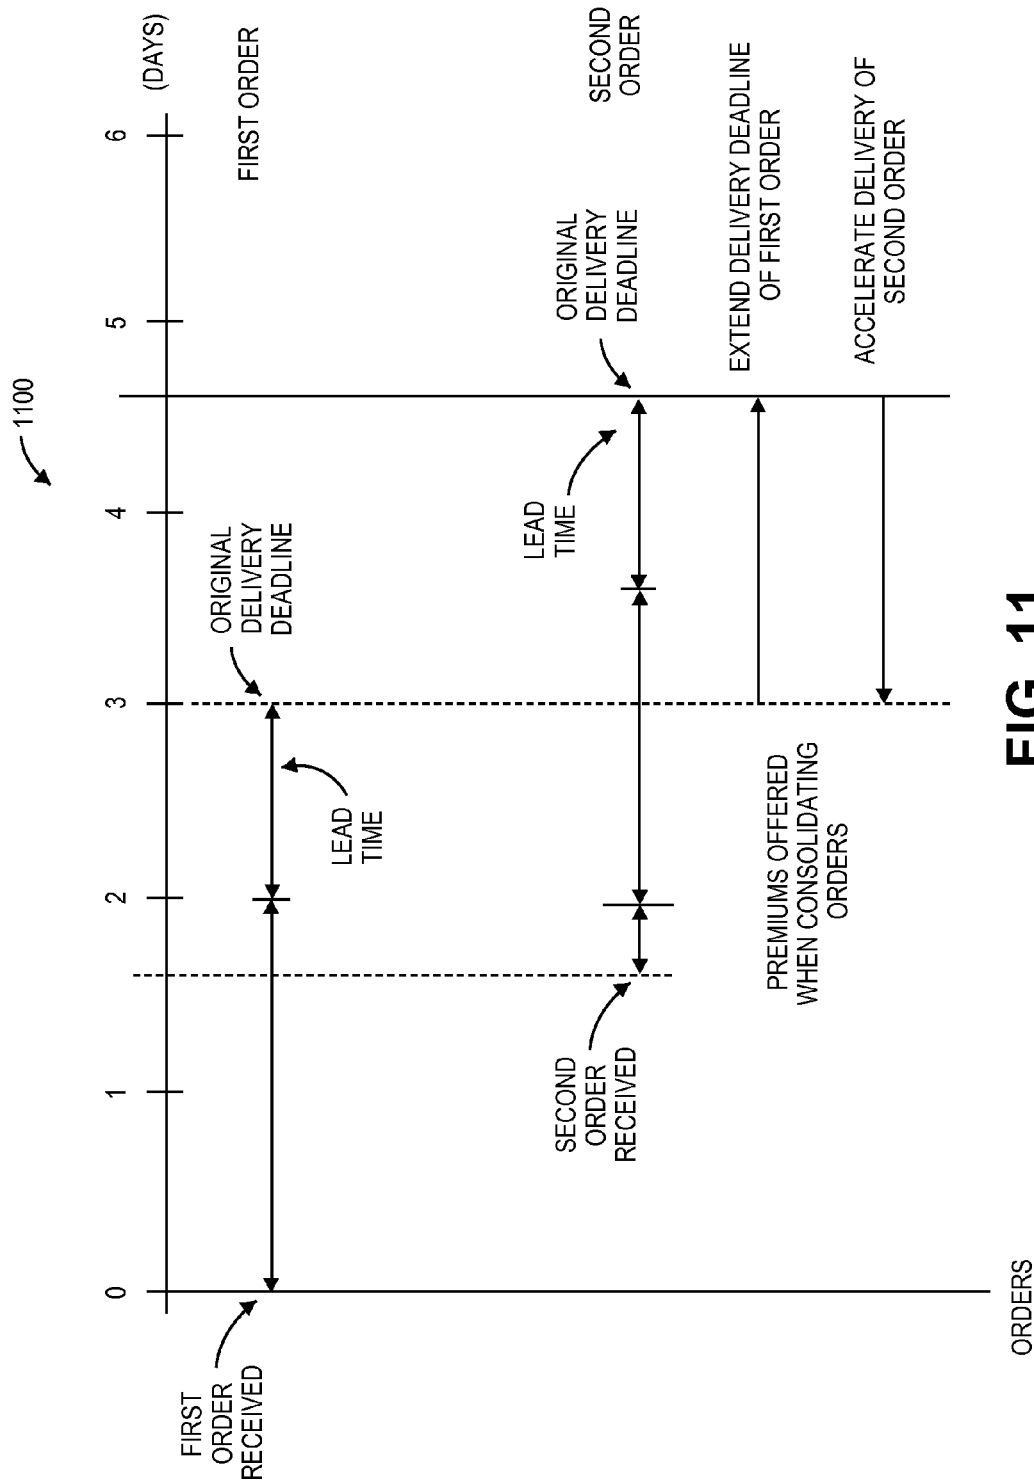 1100
0
1
2
3
4
5
6
(DAYS)
FIRST
ORDER
RECEIVED
ORIGINAL
DELIVERY
DEADLINE
FIRST ORDER
LEAD
TIME
SECOND
ORDER
RECEIVED
LEAD
TIME
ORIGINAL
DELIVERY
DEADLINE
SECOND
ORDER
PREMIUMS OFFERED
WHEN CONSOLIDATING
ORDERS
EXTEND DELIVERY DEADLINE
OF FIRST ORDER
ACCELERATE DELIVERY OF
SECOND ORDER
ORDERS
FIG. 11